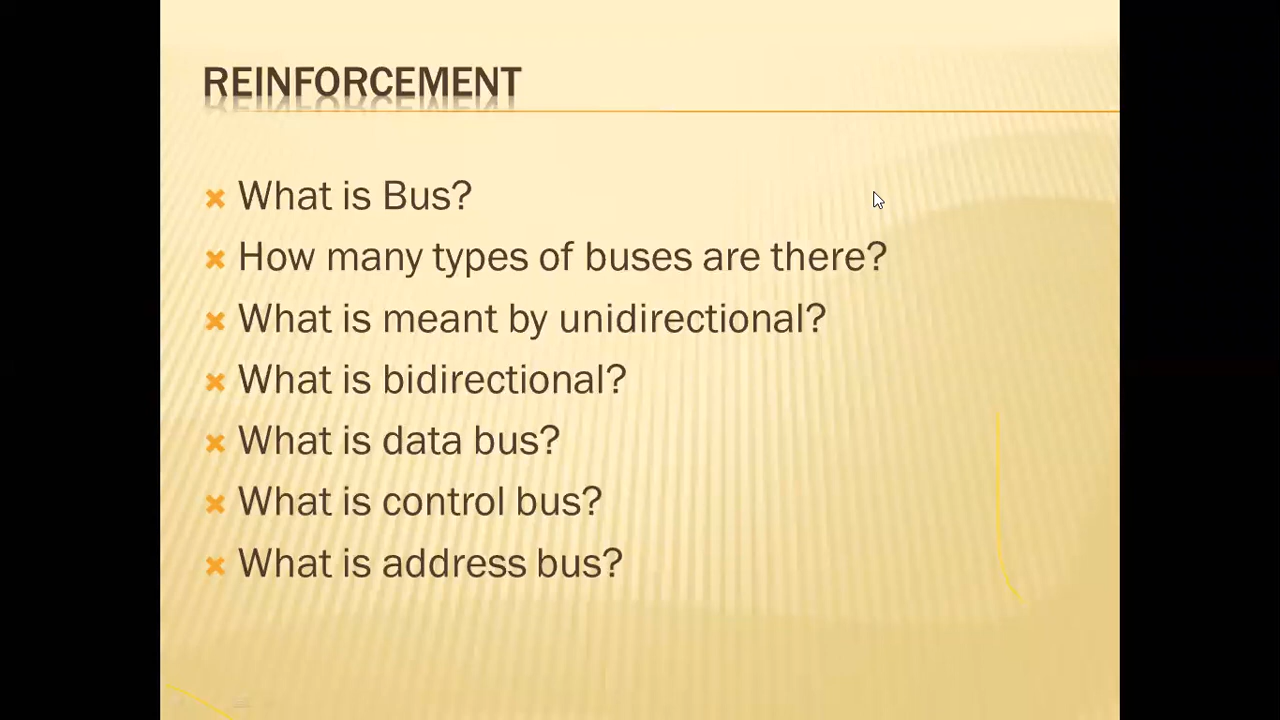 REINFORCEMENT
What is Bus?
How many types of buses are there?
What is meant by unidirectional?
What is bidirectional?
What is data bus?
What is control bus?
What is address bus?